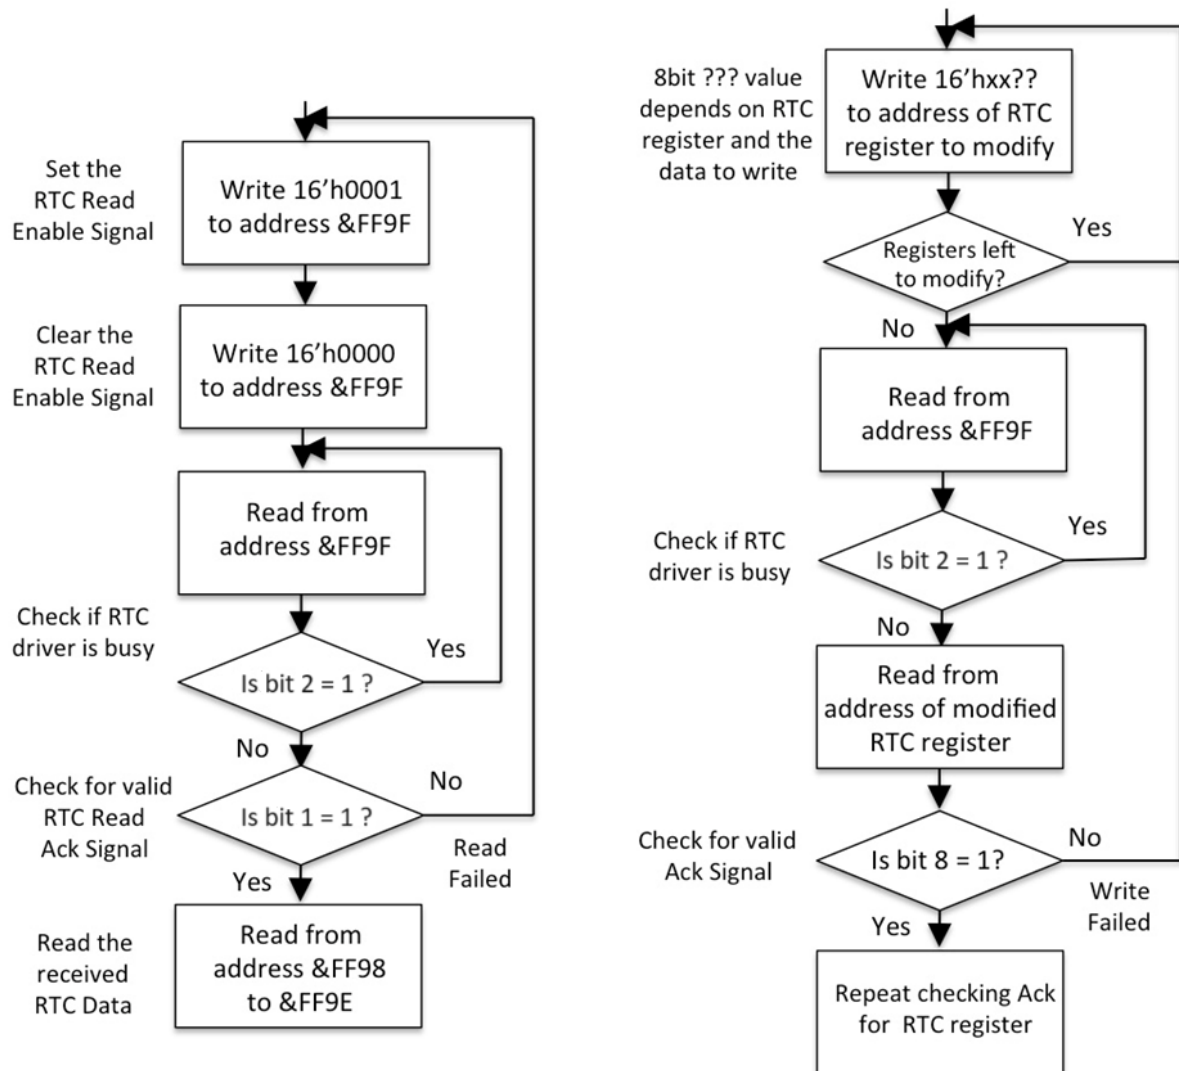 Set the
RTC Read
Enable Signal
Write 16'h0001
to address &FF9F
Clear the
RTC Read
Enable Signal
Write 16'h0000
to address &FF9F
Read from
address &FF9F
Check if RTC
driver is busy
Yes
Is bit 2 = 1 ?
No
Check for valid
RTC Read
Ack Signal
No
Is bit 1 = 1 ?
Read
Failed
Yes
Read the
received
RTC Data
Read from
address &FF98
to &FF9E
8bit ??? value
depends on RTC
register and the
data to write
Write 16'hxx??
to address of RTC
register to modify
Yes
Registers left
to modify?
No
Read from
address &FF9F
Check if RTC
driver is busy
Yes
Is bit 2 = 1 ?
No
Read from
address of modified
RTC register
Check for valid
Ack Signal
No
Is bit 8 = 1?
Write
Failed
Yes
Repeat checking Ack
for RTC register